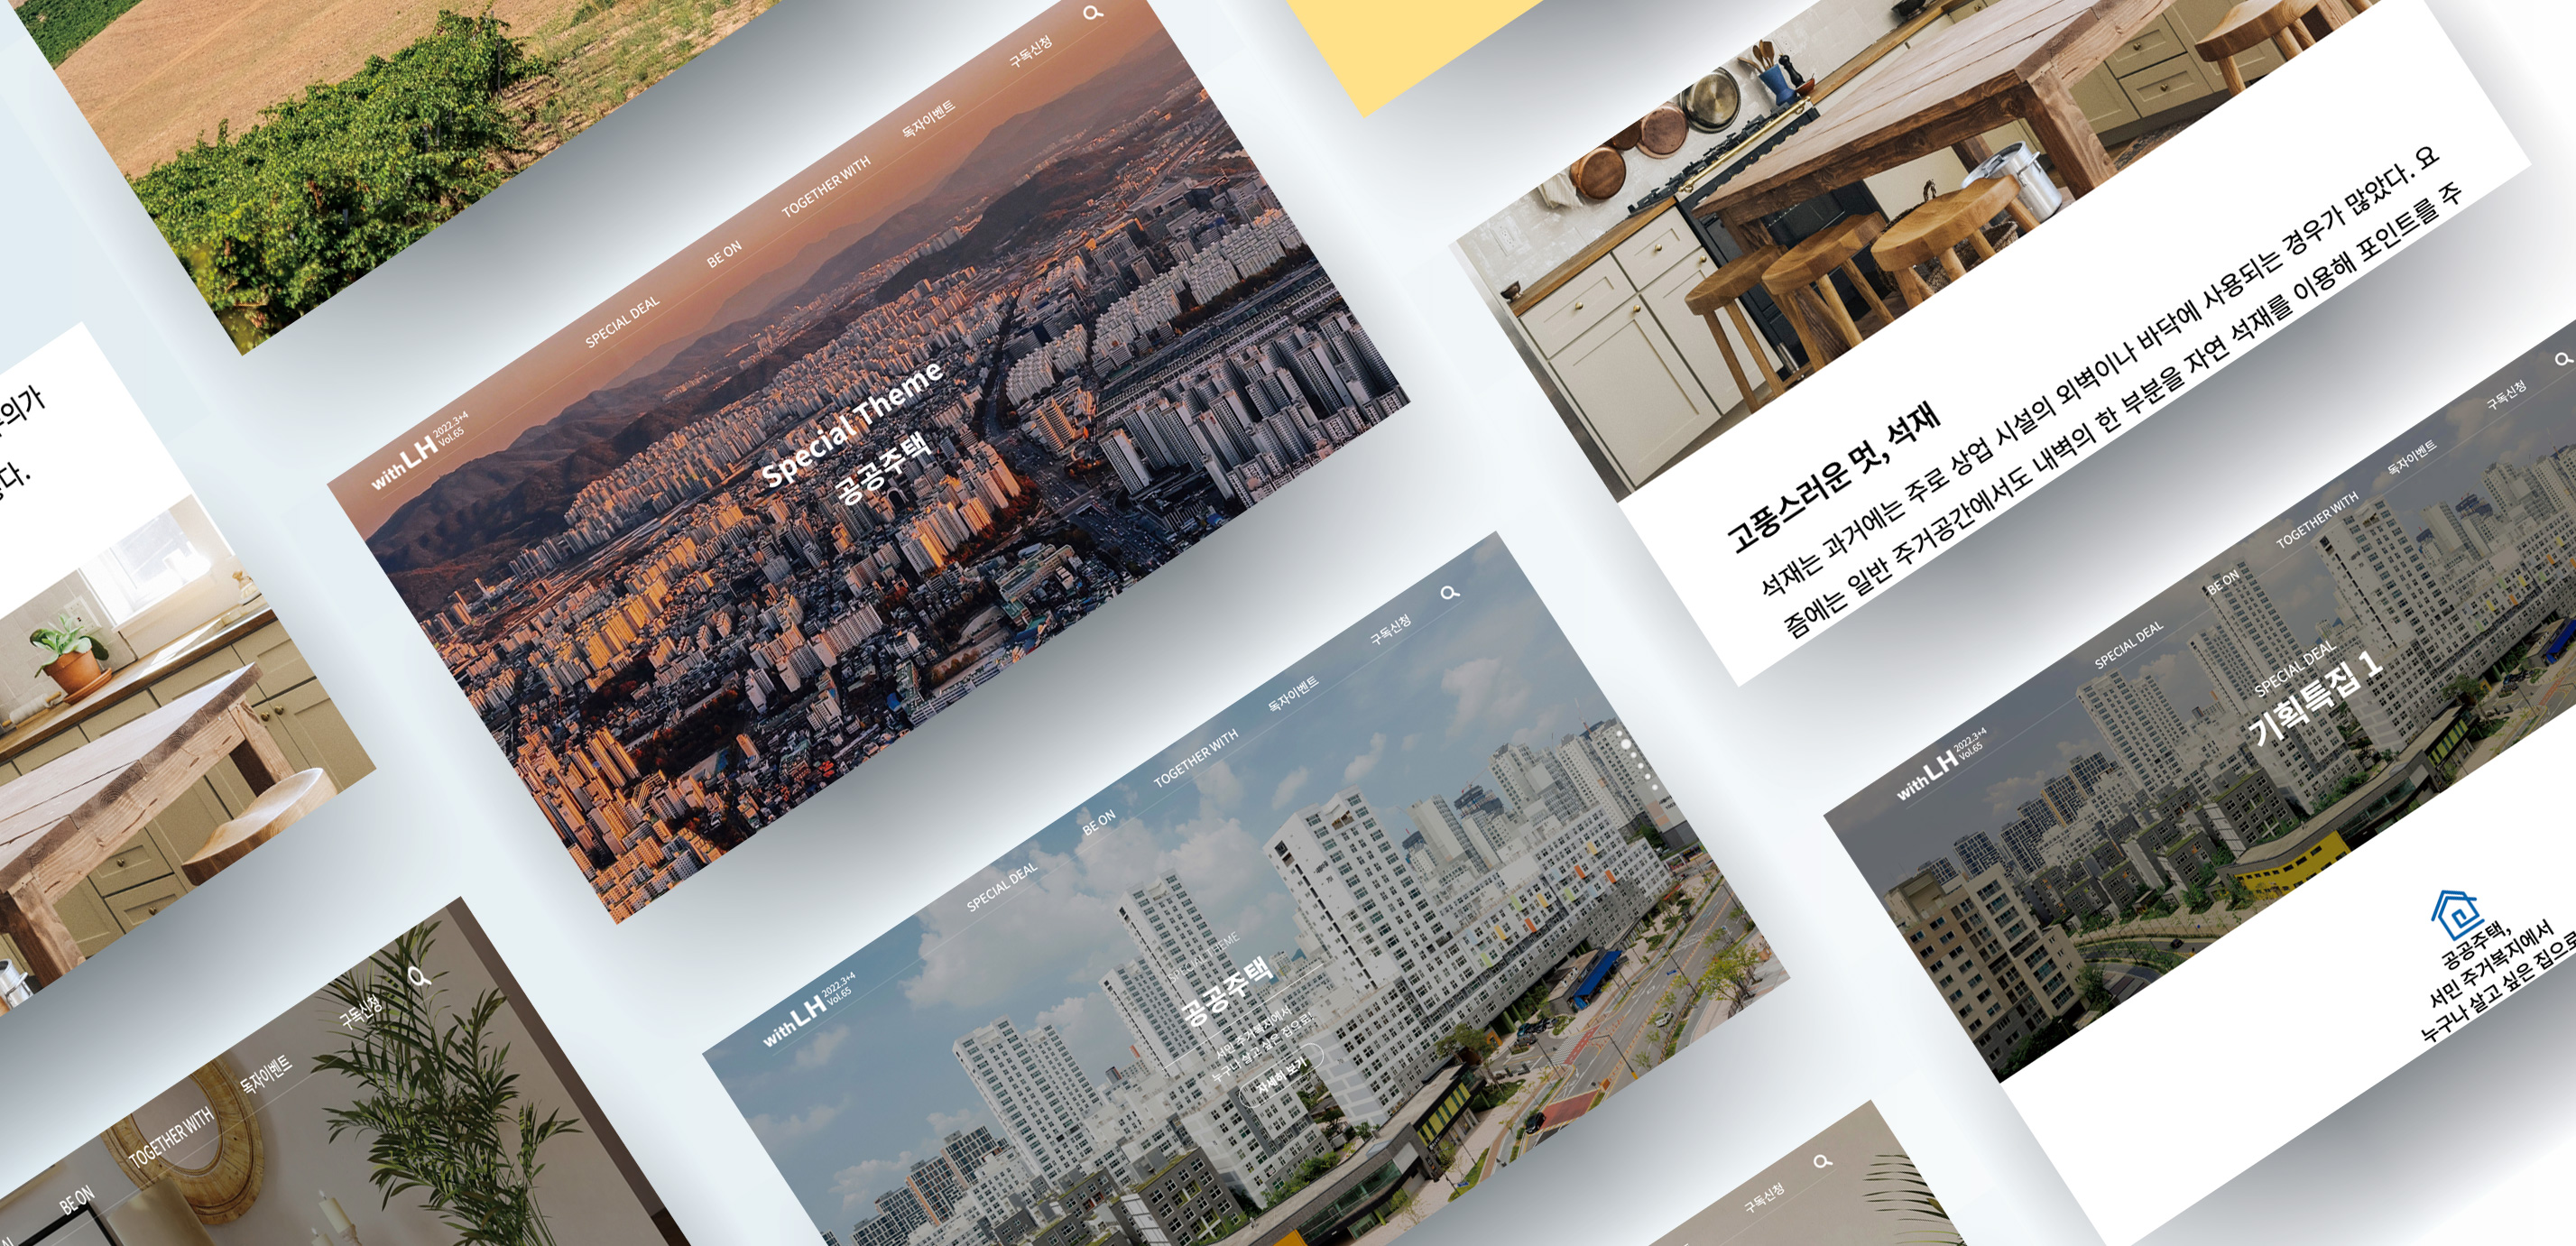 구독신청
독자이벤트
TOGETHER WITH
BE ON
SPECIAL DEAL
with LH 2022.3+4
Vol.65
Special Theme
공공주택
고풍스러운 멋, 석재
석재는 과거에는 주로 상업 시설의 외벽이나 바닥에 사용되는 경우가 많았다. 요
즘에는 일반 주거공간에서도 내벽의 한 부분을 자연 석재를 이용해 포인트를 주
구독신청
독자이벤트
TOGETHER WITH
BE ON
SPECIAL DEAL
with LH 2022.3+4
Vol.65
SPECIAL THEME
공공주택
서민 주거복지에서
누구나 살고 싶은 집으로!
자세히 보기
구독신청
독자이벤트
TOGETHER WITH
BE ON
SPECIAL DEAL
with LH 2022.3+4
Vol.65
SPECIAL DEAL
기획특집 1
공공주택,
서민 주거복지에서
누구나 살고 싶은 집으로
구독신청
독자이벤트
TOGETHER WITH
BE ON
구독신청